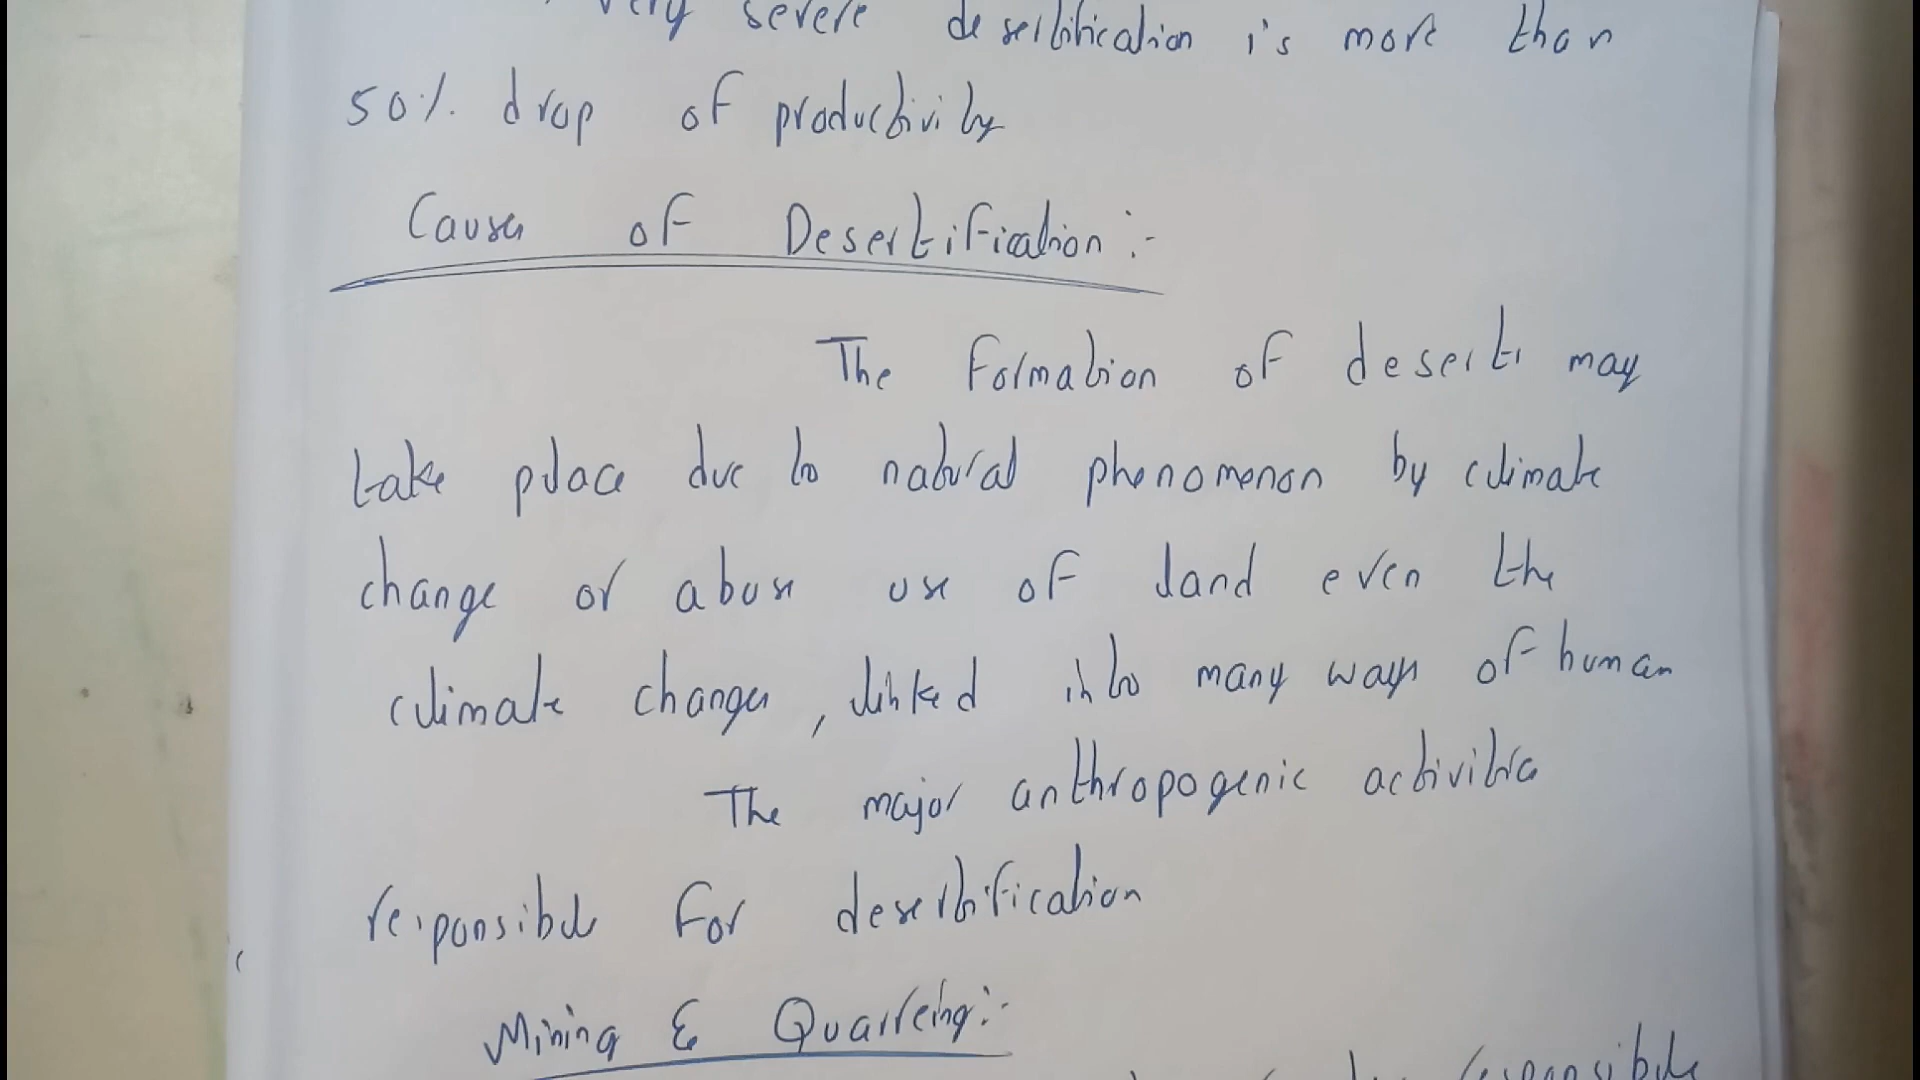 very severe desertification is more than
50% drop of productivity
Causes of Desertification :-
The Formation of deserts may
take place due to natural phenomenon by climate
change or abuse use of land even the
climate changes, linked into many ways of human
The major anthropogenic activities
responsible For desertification
Mining & Quarreing:-
responsible